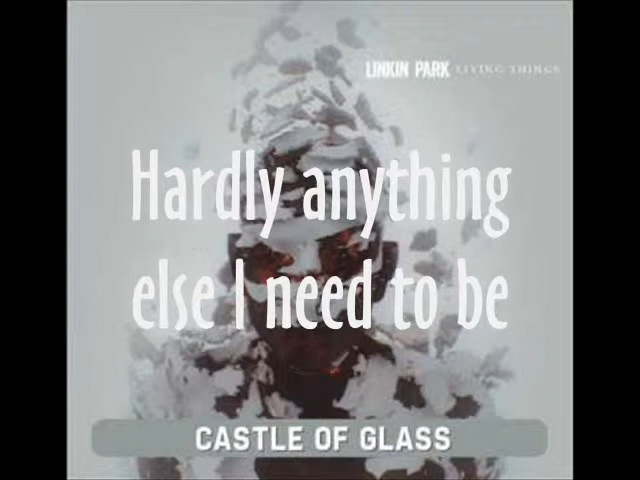 LINKIN PARK LIVING THINGS
Hardly anything
else I need to be
CASTLE OF GLASS